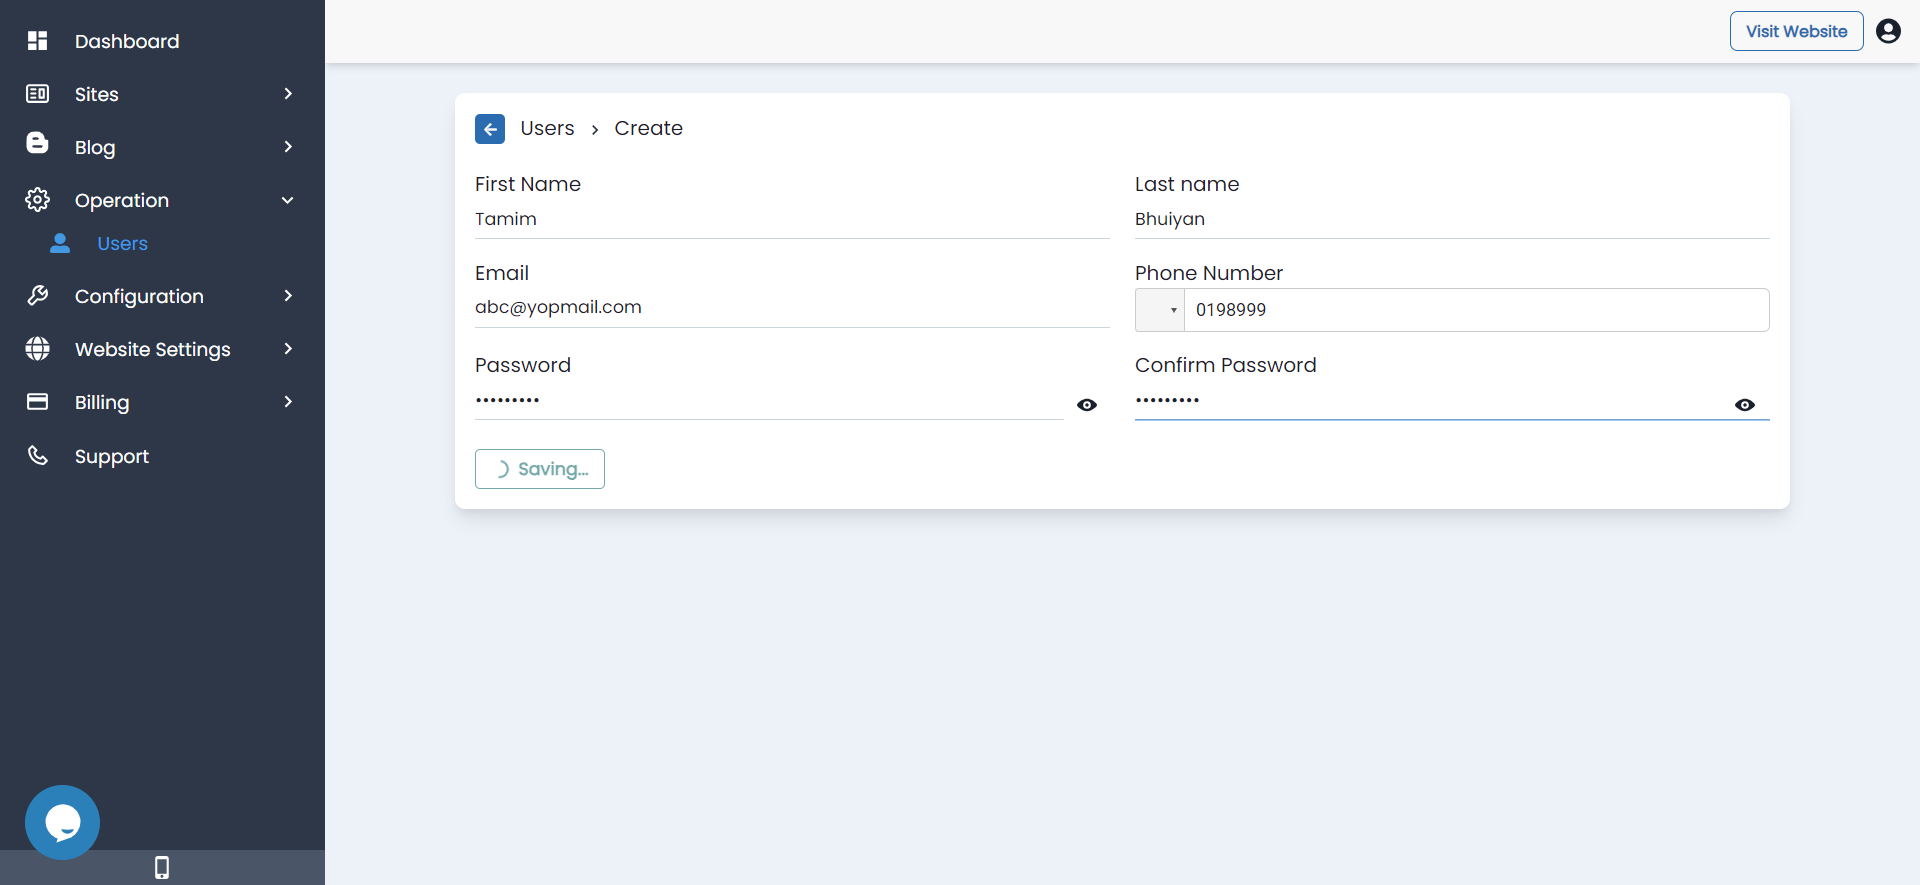 Dashboard
Sites
Blog
Operation
Users
Configuration
Website Settings
Billing
Support
Visit Website
Users › Create
First Name
Tamim
Last name
Bhuiyan
Email
abc@yopmail.com
Phone Number
0198999
Password
•••••••••
Confirm Password
•••••••••
Saving...